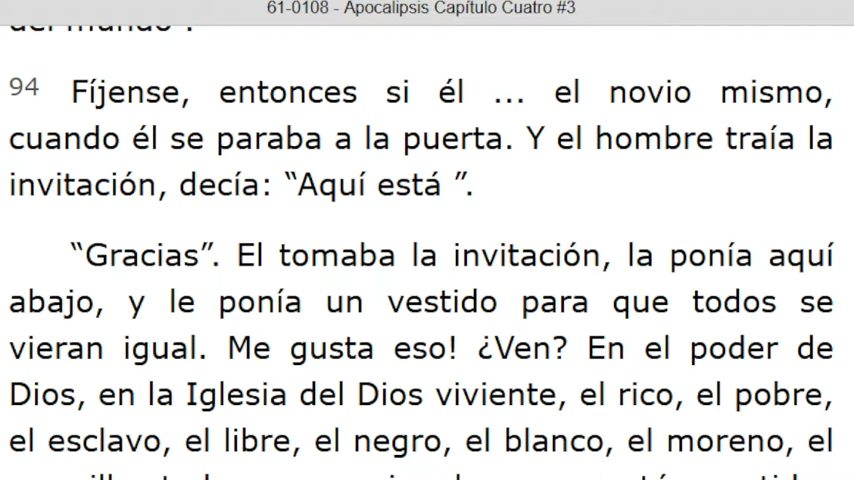 61-0108 - Apocalipsis Capítulo Cuatro #3
del mundo".
94 Fíjense, entonces si él ... el novio mismo,
cuando él se paraba a la puerta. Y el hombre traía la
invitación, decía: “Aquí está ”.
“Gracias”. El tomaba la invitación, la ponía aquí
abajo, y le ponía un vestido para que todos se
vieran igual. Me gusta eso! ¿Ven? En el poder de
Dios, en la Iglesia del Dios viviente, el rico, el pobre,
el esclavo, el libre, el negro, el blanco, el moreno, el